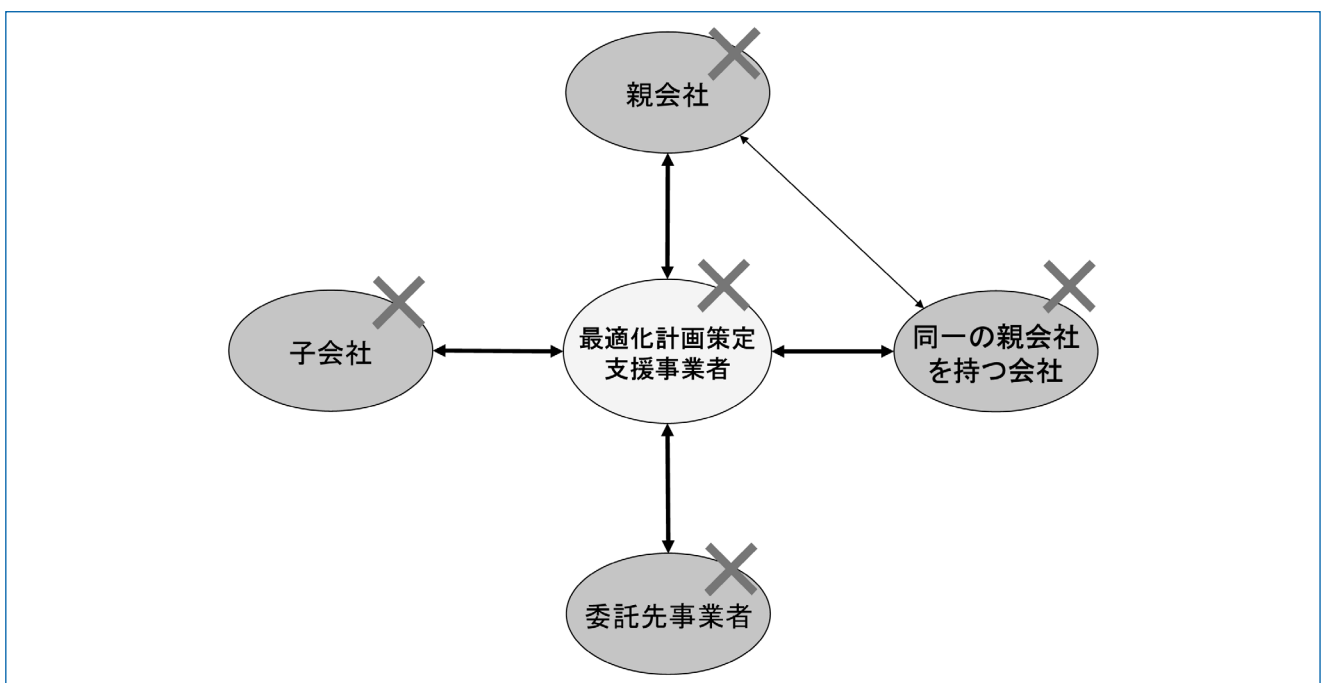 親会社
子会社
最適化計画策定
支援事業者
同一の親会社
を持つ会社
委託先事業者